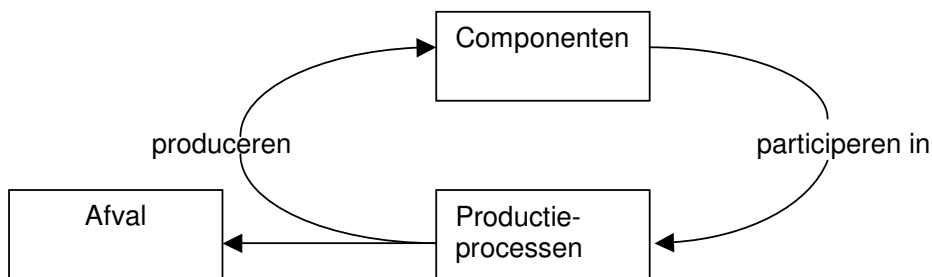 Componenten
produceren
participeren in
Afval
Productie-
processen